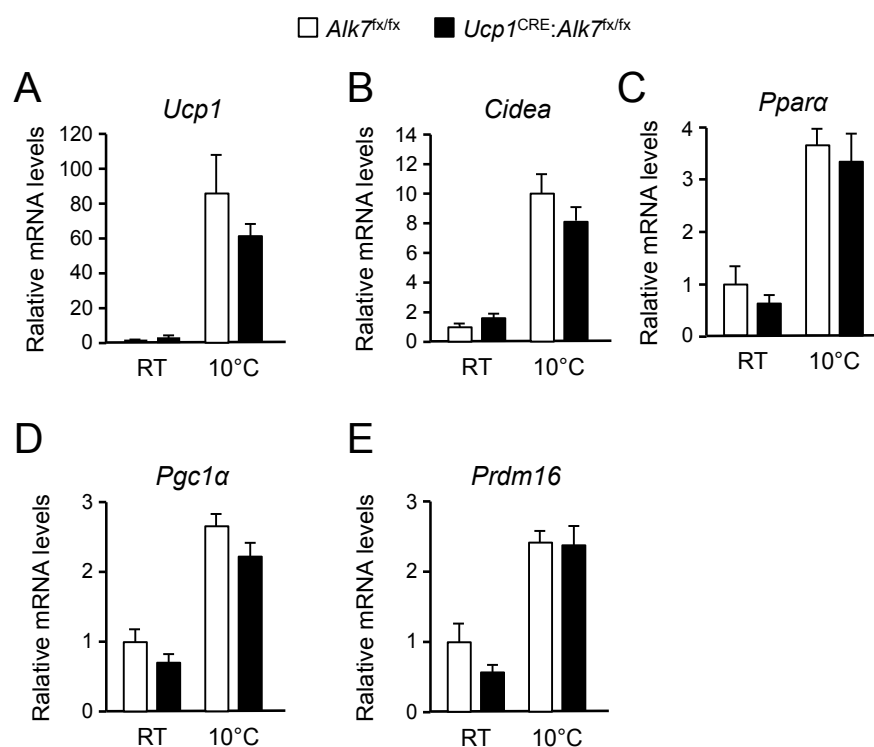 Alk7fx/fx Ucp1CRE:Alk7fx/fx
A
Ucp1
Ralative mRNA levels
120
100
80
60
40
20
0
RT 10°C
B
Cidea
Ralative mRNA levels
14
12
10
8
6
4
2
0
RT 10°C
C
Pparα
Ralative mRNA levels
4
3
2
1
0
RT 10°C
D
Pgc1α
Ralative mRNA levels
3
2
1
0
RT 10°C
E
Prdm16
Ralative mRNA levels
3
2
1
0
RT 10°C